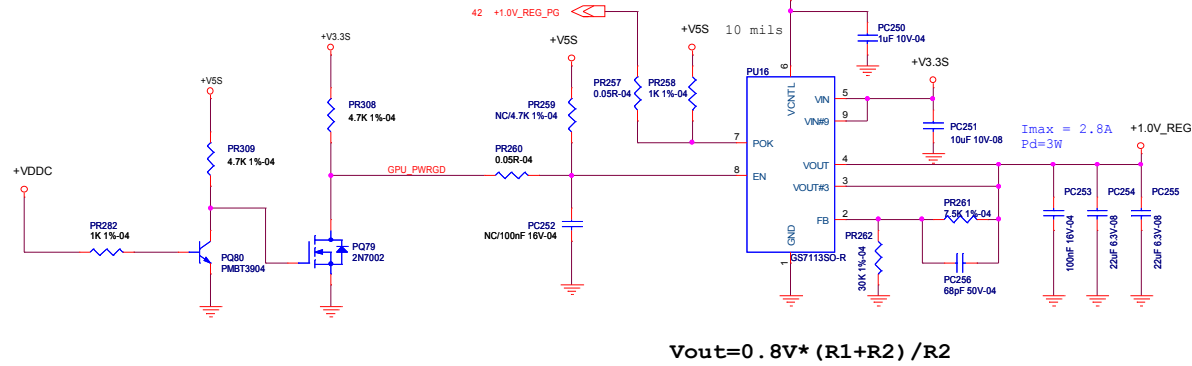 42 +1.0V_REG_PG
+V5S
+V5S
10 mils
PC250
1uF 10V-04
+V3.3S
+V3.3S
+V5S
PR308
4.7K 1%-04
PR259
NC/4.7K 1%-04
PR257
0.05R-04
PR258
1K 1%-04
PU16
6
VCNTL
VIN
5
VIN#9
9
PC251
10uF 10V-08
Imax = 2.8A
Pd=3W
+1.0V_REG
PR309
4.7K 1%-04
7
POK
PR260
0.05R-04
GPU_PWRGD
8
EN
VOUT
4
VOUT#3
3
FB
2
GND
1
GS7113SO-R
+VDDC
PR282
1K 1%-04
PQ80
PMBT3904
PQ79
2N7002
PC252
NC/100nF 16V-04
PR261
7.5K 1%-04
PR262
30K 1%-04
PC256
68pF 50V-04
PC253
100nF 16V-04
PC254
22uF 6.3V-08
PC255
22uF 6.3V-08
Vout=0.8V*(R1+R2)/R2